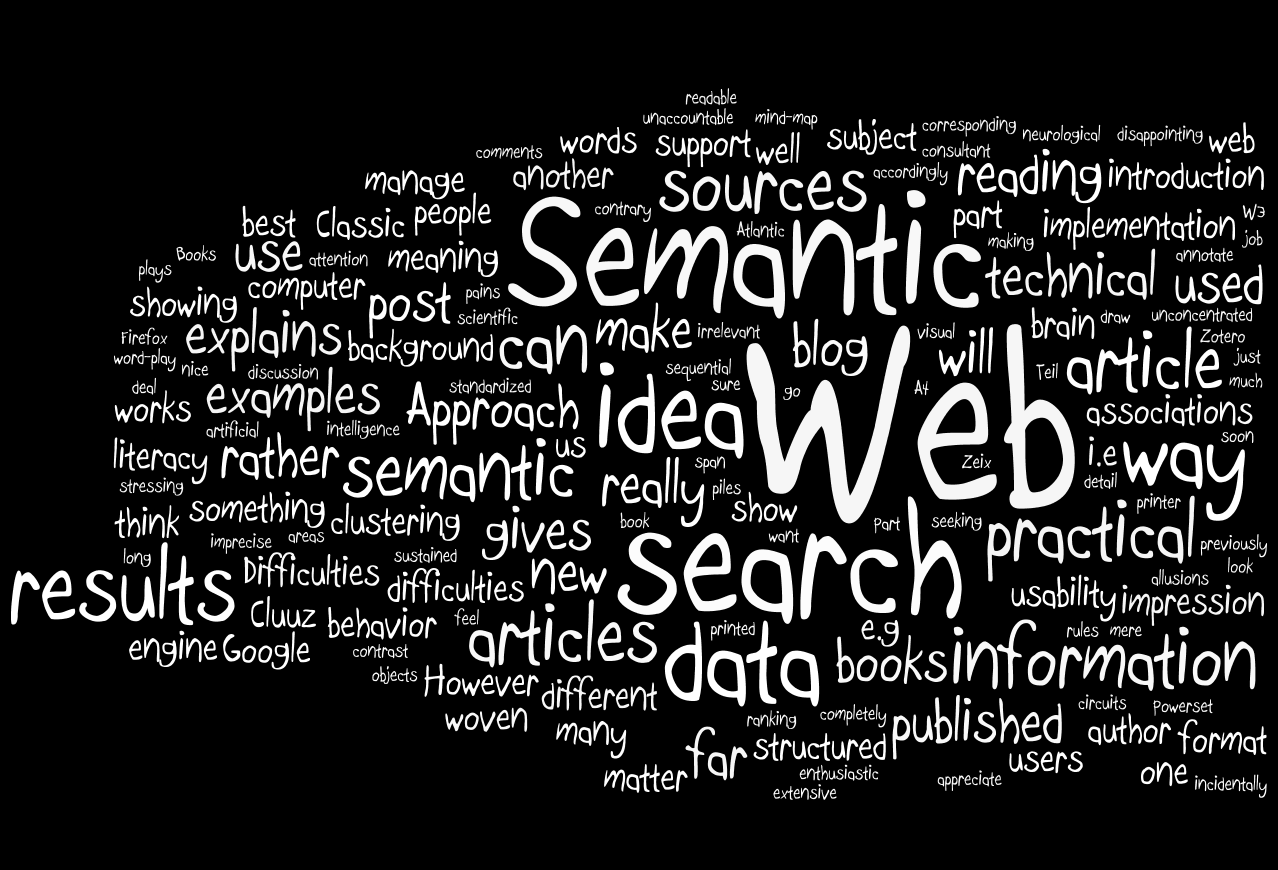 readable
unaccountable mind-map
words support well subject corresponding neurological disappointing web
comments consultant
manage another sources accordingly reading introduction
best Classic people Semantic contrary Atlantic part implementation W3
making job
Books use attention meaning technical annotate used
plays computer
showing post pains scientific
Firefox explains background can make irrelevant blog visual will brain draw unconcentrated Zotero
word-play nice discussion sequential Web Teil article just
deal examples standardized idea sure go A4 much
works Approach associations
artificial intelligence us soon
literacy rather semantic really span Zeix i.e way
stressing piles detail
think something clustering gives book show Part seeking practical printer
imprecise areas want previously
long sustained search look
results Difficulties difficulties new allusions
Cluuz behavior feel usability impression
engine Google contrast articles printed e.g rules mere
objects However different data books information
woven many ranking completely published circuits Powerset
far structured author format
matter enthusiastic users one
extensive appreciate incidentally